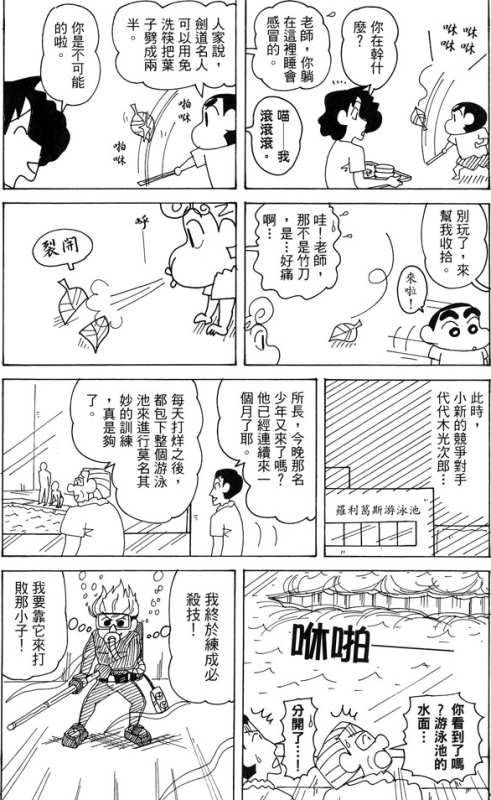 咻咻
咻咻
你在幹什
麼?
老師,你躺
在這裡睡會
感冒的。
喵——我
滾滾滾。
人家說,
劍道名人
可以用免
洗筷把葉
子劈成兩
半。
啪咻
啪咻
你是不可能
的啦。
別玩了,來
幫我收拾。
來啦!
哇!老師,
那不是竹刀
,是…好痛
啊…
呼—
裂開
此時,
小新的競爭對手
代代木光次郎…
羅利葛斯游泳池
所長,今晚那名
少年又來了嗎?
他已經連續來一
個月了耶。
每天打烊之後,
都包下整個游泳
池來進行莫名其
妙的訓練
,真是夠
了。
咻啪——
你看到了嗎
?游泳池的
水面…
分開了…!
我終於練成必
殺技!
我要靠它來打
敗那小子!